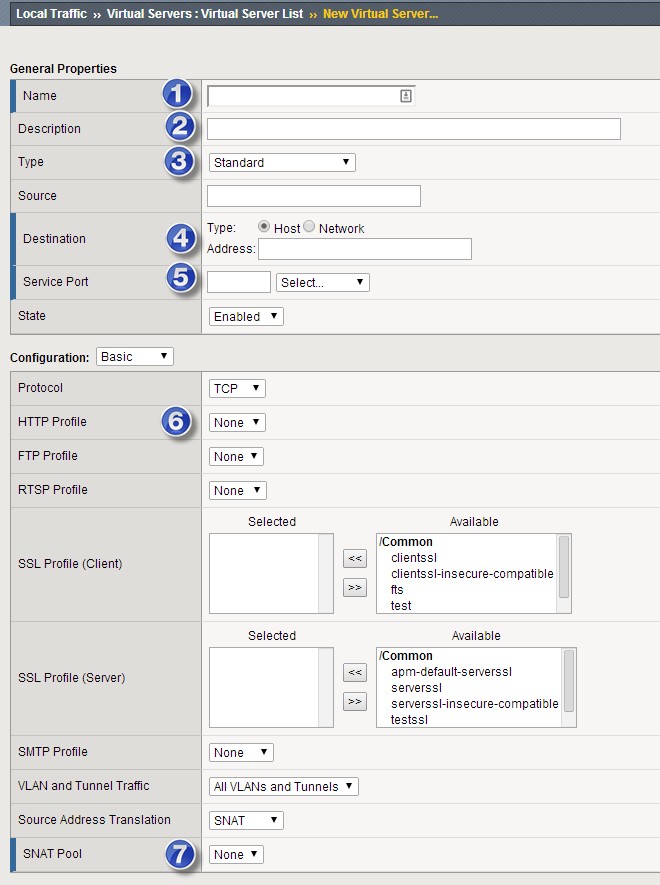 Local Traffic ›› Virtual Servers : Virtual Server List ›› New Virtual Server...
General Properties
Name 1
Description 2
Type 3 Standard
Source
Destination 4 Type: Host Network
Address:
Service Port 5 Select...
State Enabled
Configuration: Basic
Protocol TCP
HTTP Profile 6 None
FTP Profile None
RTSP Profile None
Selected Available
SSL Profile (Client) << >> /Common
clientssl
clientssl-insecure-compatible
fts
test
Selected Available
SSL Profile (Server) << >> /Common
apm-default-serverssl
serverssl
serverssl-insecure-compatible
testssl
SMTP Profile None
VLAN and Tunnel Traffic All VLANs and Tunnels
Source Address Translation SNAT
SNAT Pool 7 None